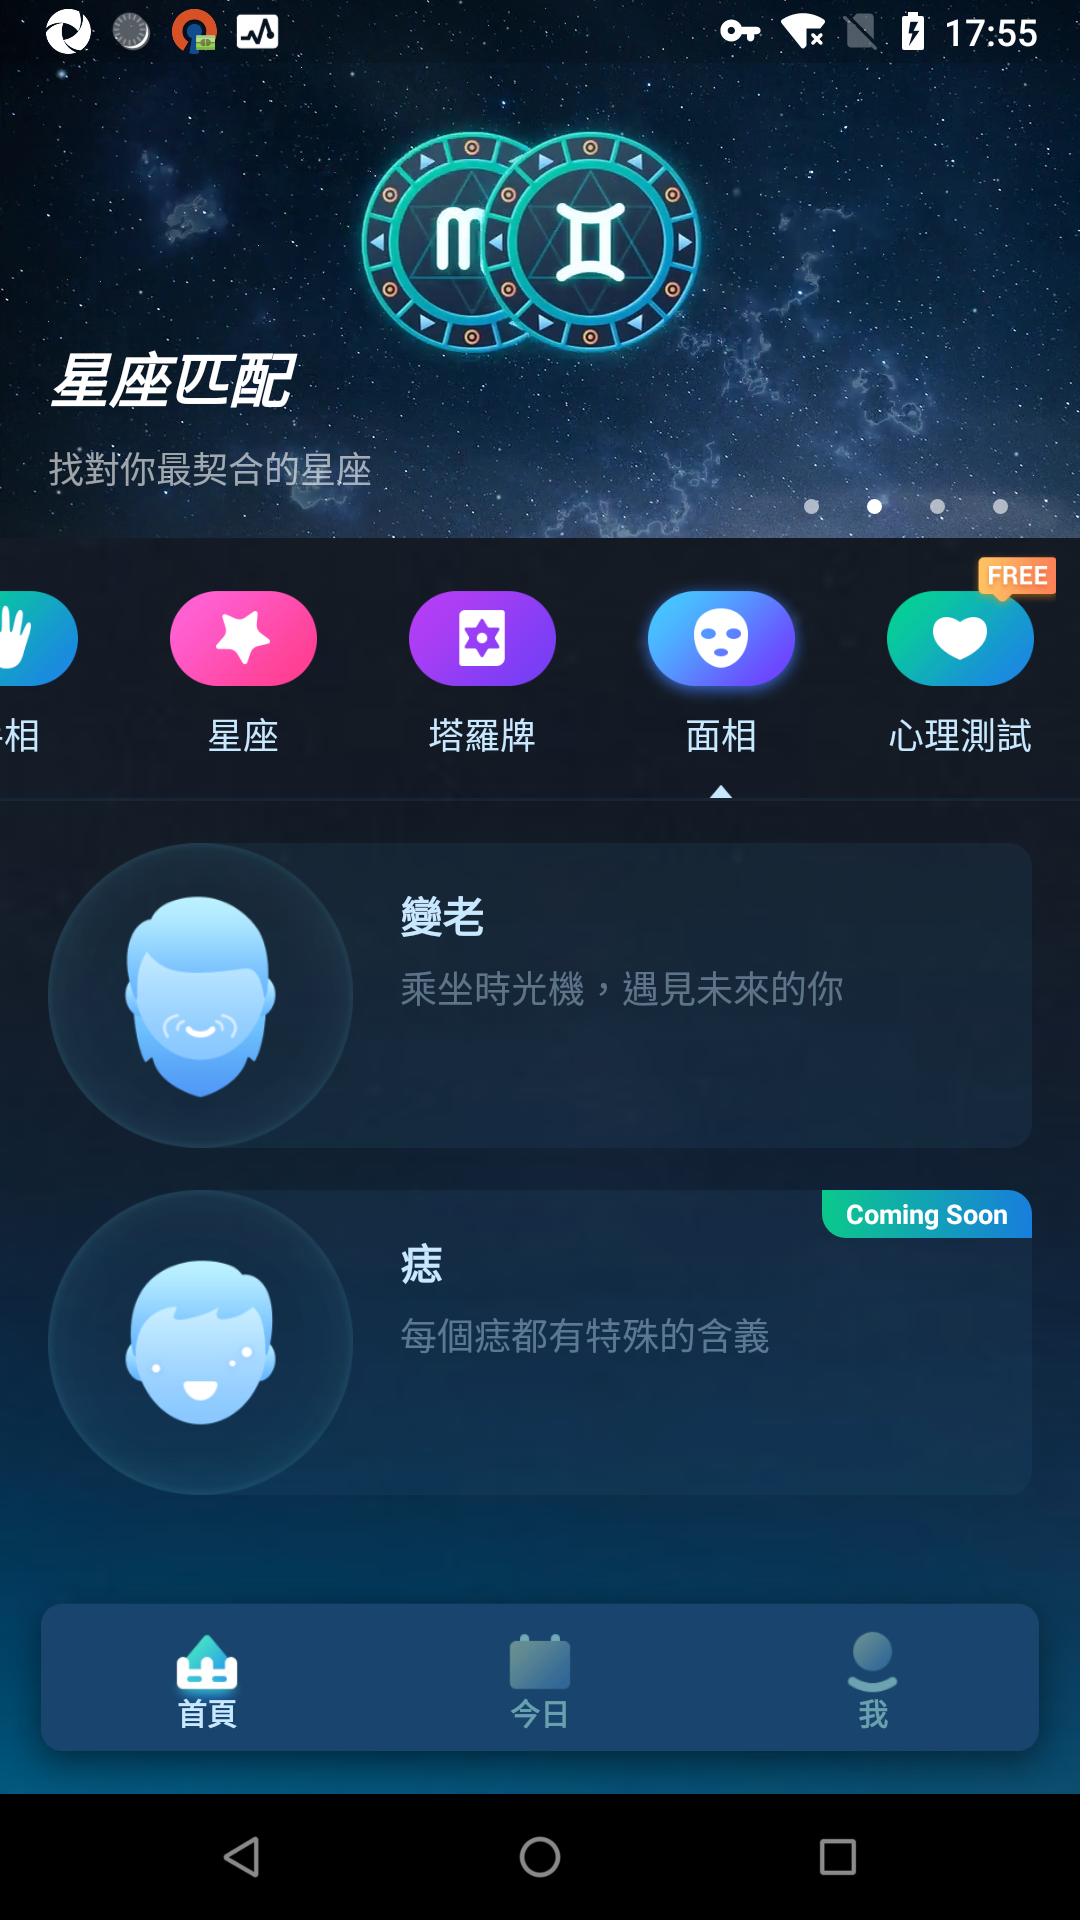 17:55
星座匹配
找對你最契合的星座
FREE
相
星座
塔羅牌
面相
心理測試
變老
乘坐時光機，遇見未來的你
Coming Soon
痣
每個痣都有特殊的含義
首頁
今日
我